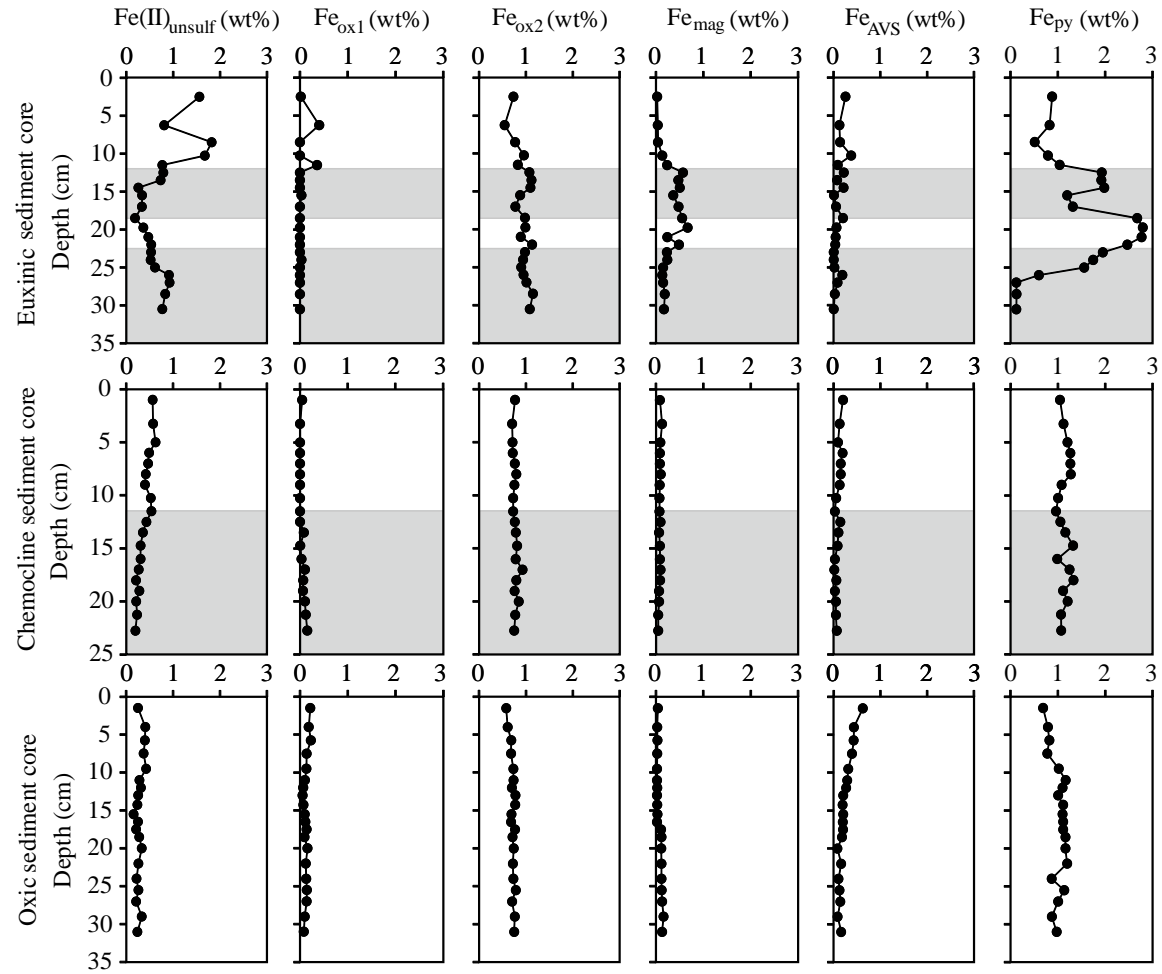 Fe(II)unsulf (wt%) Feox1 (wt%) Feox2 (wt%) Femag (wt%) FeAVS (wt%) Fepy (wt%)
0 1 2 3 0 1 2 3 0 1 2 3 0 1 2 3 0 1 2 3 0 1 2 3
Euxinic sediment core
Depth (cm)
0
5
10
15
20
25
30
35
0 1 2 3 0 1 2 3 0 1 2 3 0 1 2 3 0 1 2 3 0 1 2 3
Chemocline sediment core
Depth (cm)
0
5
10
15
20
25
0 1 2 3 0 1 2 3 0 1 2 3 0 1 2 3 0 1 2 3 0 1 2 3
Oxic sediment core
Depth (cm)
0
5
10
15
20
25
30
35